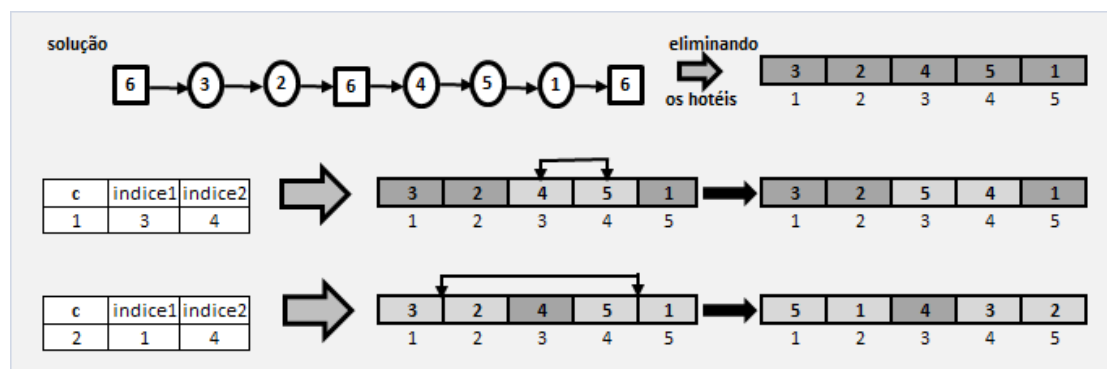 solução
eliminando
6 3 2 6 4 5 1 6
3 2 4 5 1
os hotéis
1 2 3 4 5
c indice1 indice2
1 3 4
3 2 4 5 1
1 2 3 4 5
3 2 5 4 1
1 2 3 4 5
c indice1 indice2
2 1 4
3 2 4 5 1
1 2 3 4 5
5 1 4 3 2
1 2 3 4 5